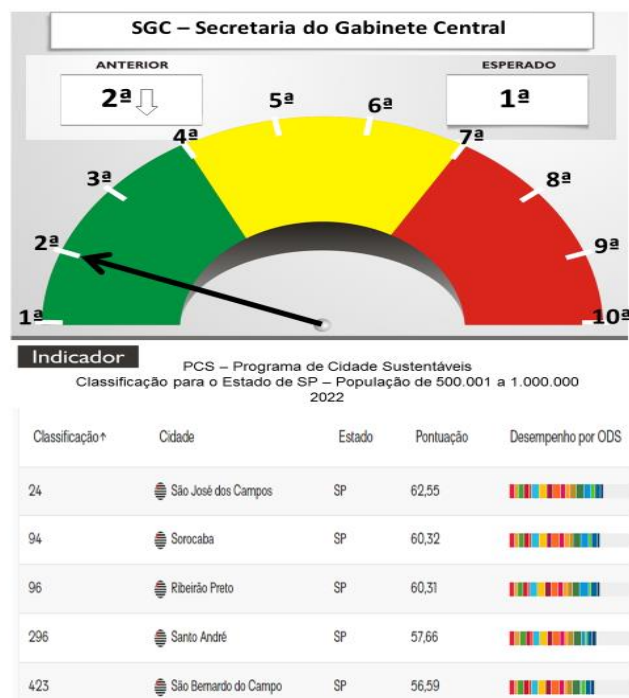 SGC – Secretaria do Gabinete Central
ANTERIOR
2ª
ESPERADO
1ª
1ª
2ª
3ª
4ª
5ª
6ª
7ª
8ª
9ª
10ª
Indicador
PCS – Programa de Cidade Sustentáveis
Classificação para o Estado de SP – População de 500.001 a 1.000.000
2022
Classificação↑ Cidade Estado Pontuação Desempenho por ODS
24 São José dos Campos SP 62,55
94 Sorocaba SP 60,32
96 Ribeirão Preto SP 60,31
296 Santo André SP 57,66
423 São Bernardo do Campo SP 56,59